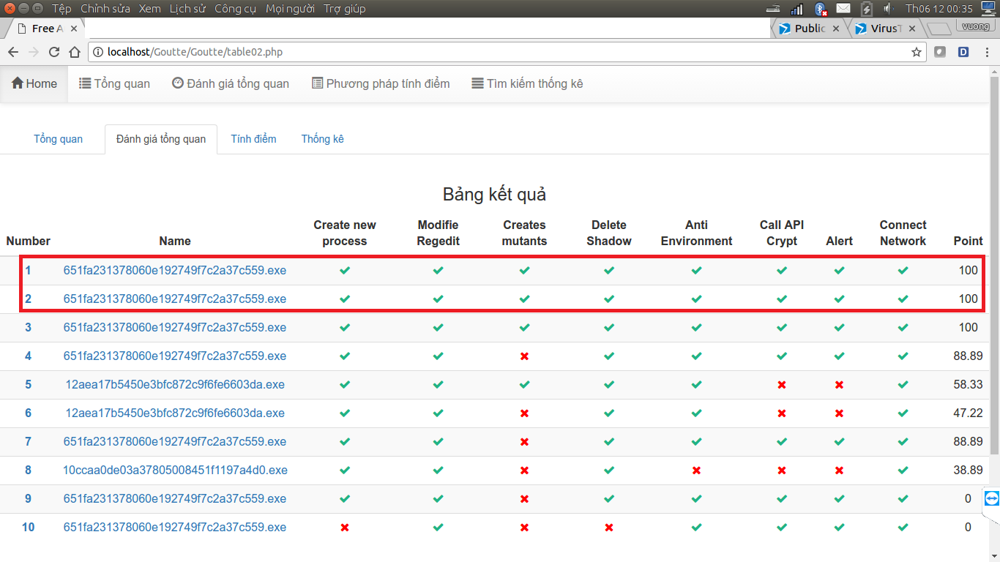 Tệp Chỉnh sửa Xem Lịch sử Công cụ Mọi người Trợ giúp Th06 12 00:35
Free A Public VirusT vuong
localhost/Goutte/Goutte/table02.php
Home Tổng quan Đánh giá tổng quan Phương pháp tính điểm Tìm kiếm thống kê
Tổng quan Đánh giá tổng quan Tính điểm Thống kê
Bảng kết quả
Create new Modifie Creates Delete Anti Call API Connect
Number Name process Regedit mutants Shadow Environment Crypt Alert Network Point
1 651fa231378060e192749f7c2a37c559.exe 100
2 651fa231378060e192749f7c2a37c559.exe 100
3 651fa231378060e192749f7c2a37c559.exe 100
4 651fa231378060e192749f7c2a37c559.exe 88.89
5 12aea17b5450e3bfc872c9f6fe6603da.exe 58.33
6 12aea17b5450e3bfc872c9f6fe6603da.exe 47.22
7 651fa231378060e192749f7c2a37c559.exe 88.89
8 10ccaa0de03a37805008451f1197a4d0.exe 38.89
9 651fa231378060e192749f7c2a37c559.exe 0
10 651fa231378060e192749f7c2a37c559.exe 0